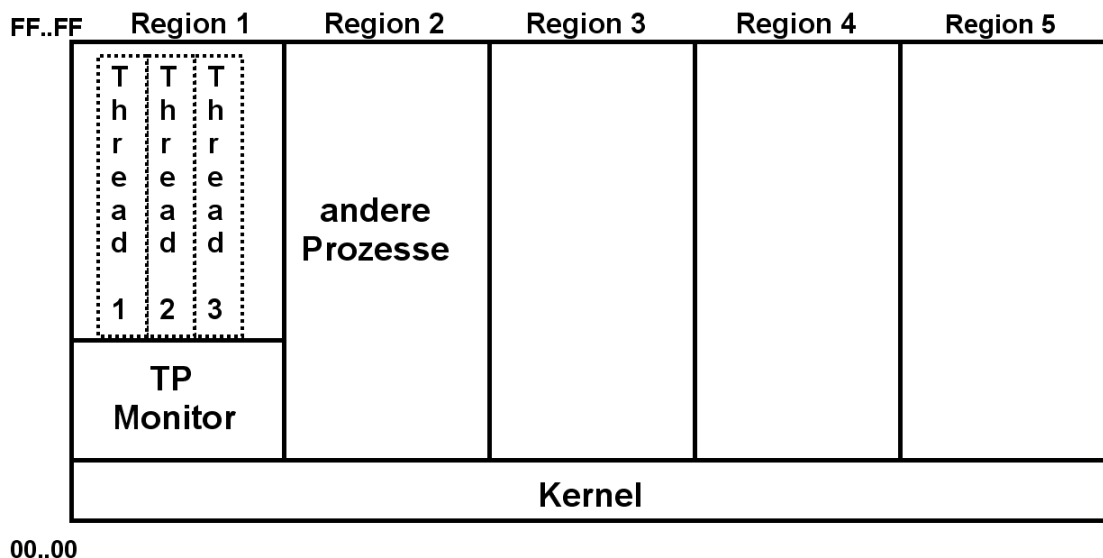 FF..FF Region 1 Region 2 Region 3 Region 4 Region 5
Thread 1
Thread 2
Thread 3
andere
Prozesse
TP
Monitor
Kernel
00..00